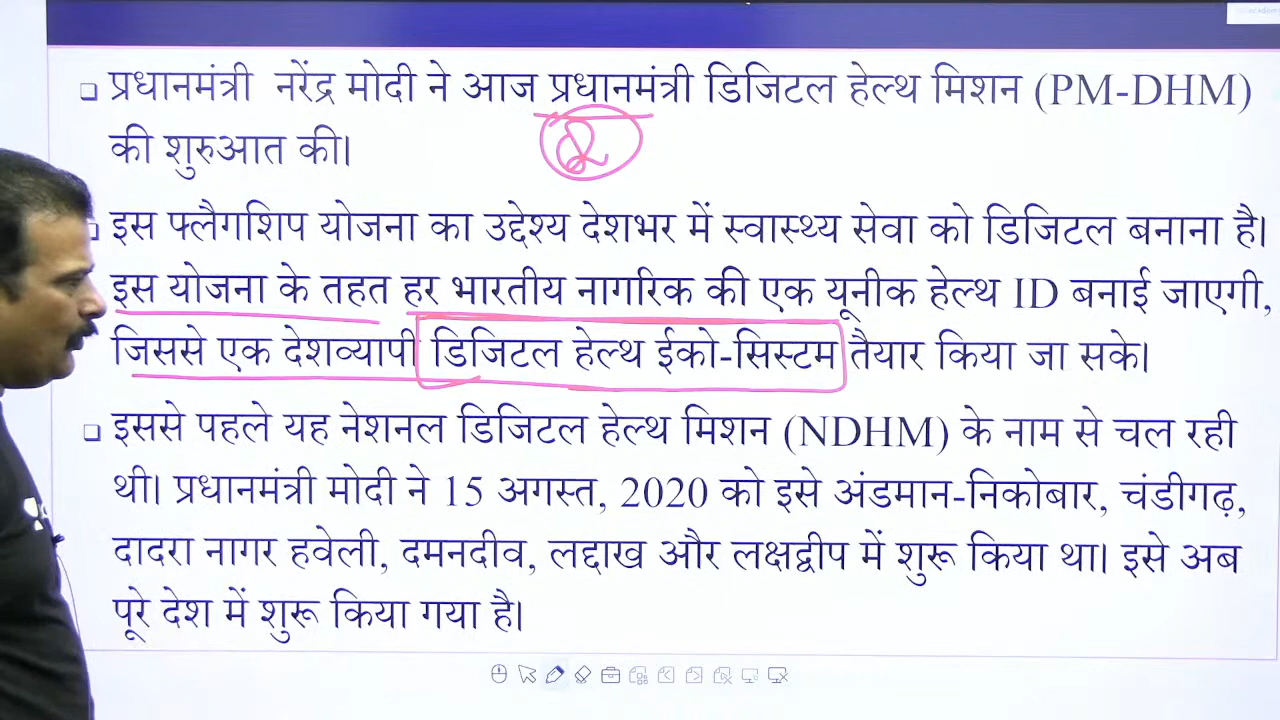 प्रधानमंत्री नरेंद्र मोदी ने आज प्रधानमंत्री डिजिटल हेल्थ मिशन (PM-DHM)
की शुरुआत की।
इस फ्लैगशिप योजना का उद्देश्य देशभर में स्वास्थ्य सेवा को डिजिटल बनाना है।
इस योजना के तहत हर भारतीय नागरिक की एक यूनीक हेल्थ ID बनाई जाएगी,
जिससे एक देशव्यापी डिजिटल हेल्थ ईको-सिस्टम तैयार किया जा सके।
इससे पहले यह नेशनल डिजिटल हेल्थ मिशन (NDHM) के नाम से चल रही
थी। प्रधानमंत्री मोदी ने 15 अगस्त, 2020 को इसे अंडमान-निकोबार, चंडीगढ़,
दादरा नागर हवेली, दमनदीव, लद्दाख और लक्षद्वीप में शुरू किया था। इसे अब
पूरे देश में शुरू किया गया है।